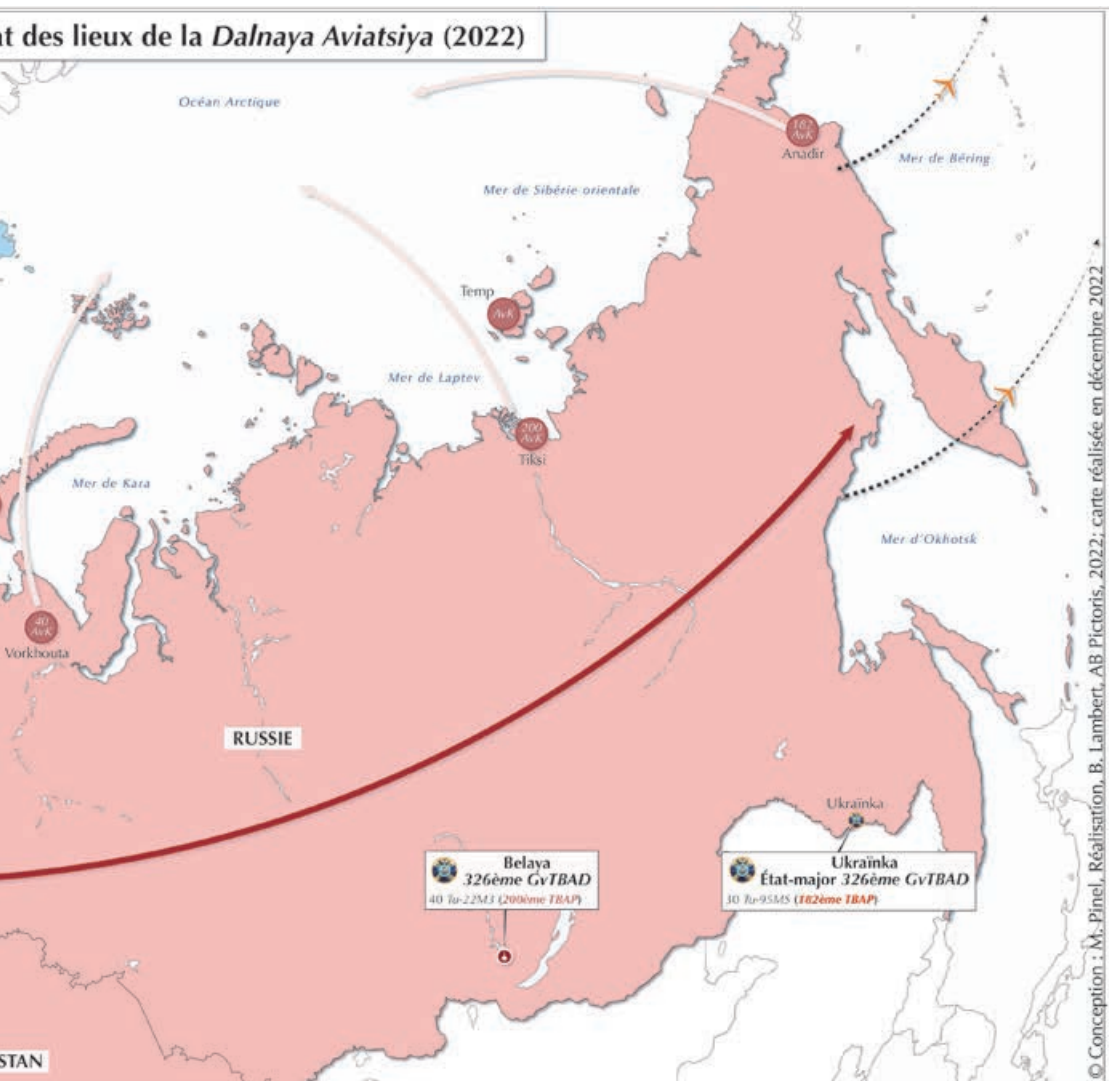 at des lieux de la Dalnaya Aviatsiya (2022)
Océan Arctique
182
AvK
Anadir
Mer de Béring
Mer de Sibérie orientale
Temp
AvK
Mer de Laptev
200
AvK
Tiksi
Mer de Kara
Mer d'Okhotsk
40
AvK
Vorkhouta
RUSSIE
Ukraïnka
Belaya
326ème GvTBAD
40 Tu-22M3 (200ème TBAP)
Ukraïnka
État-major 326ème GvTBAD
30 Tu-95MS (182ème TBAP)
STAN
© Conception : M. Pinel, Réalisation, B. Lambert, AB Pictoris, 2022; carte réalisée en décembre 2022